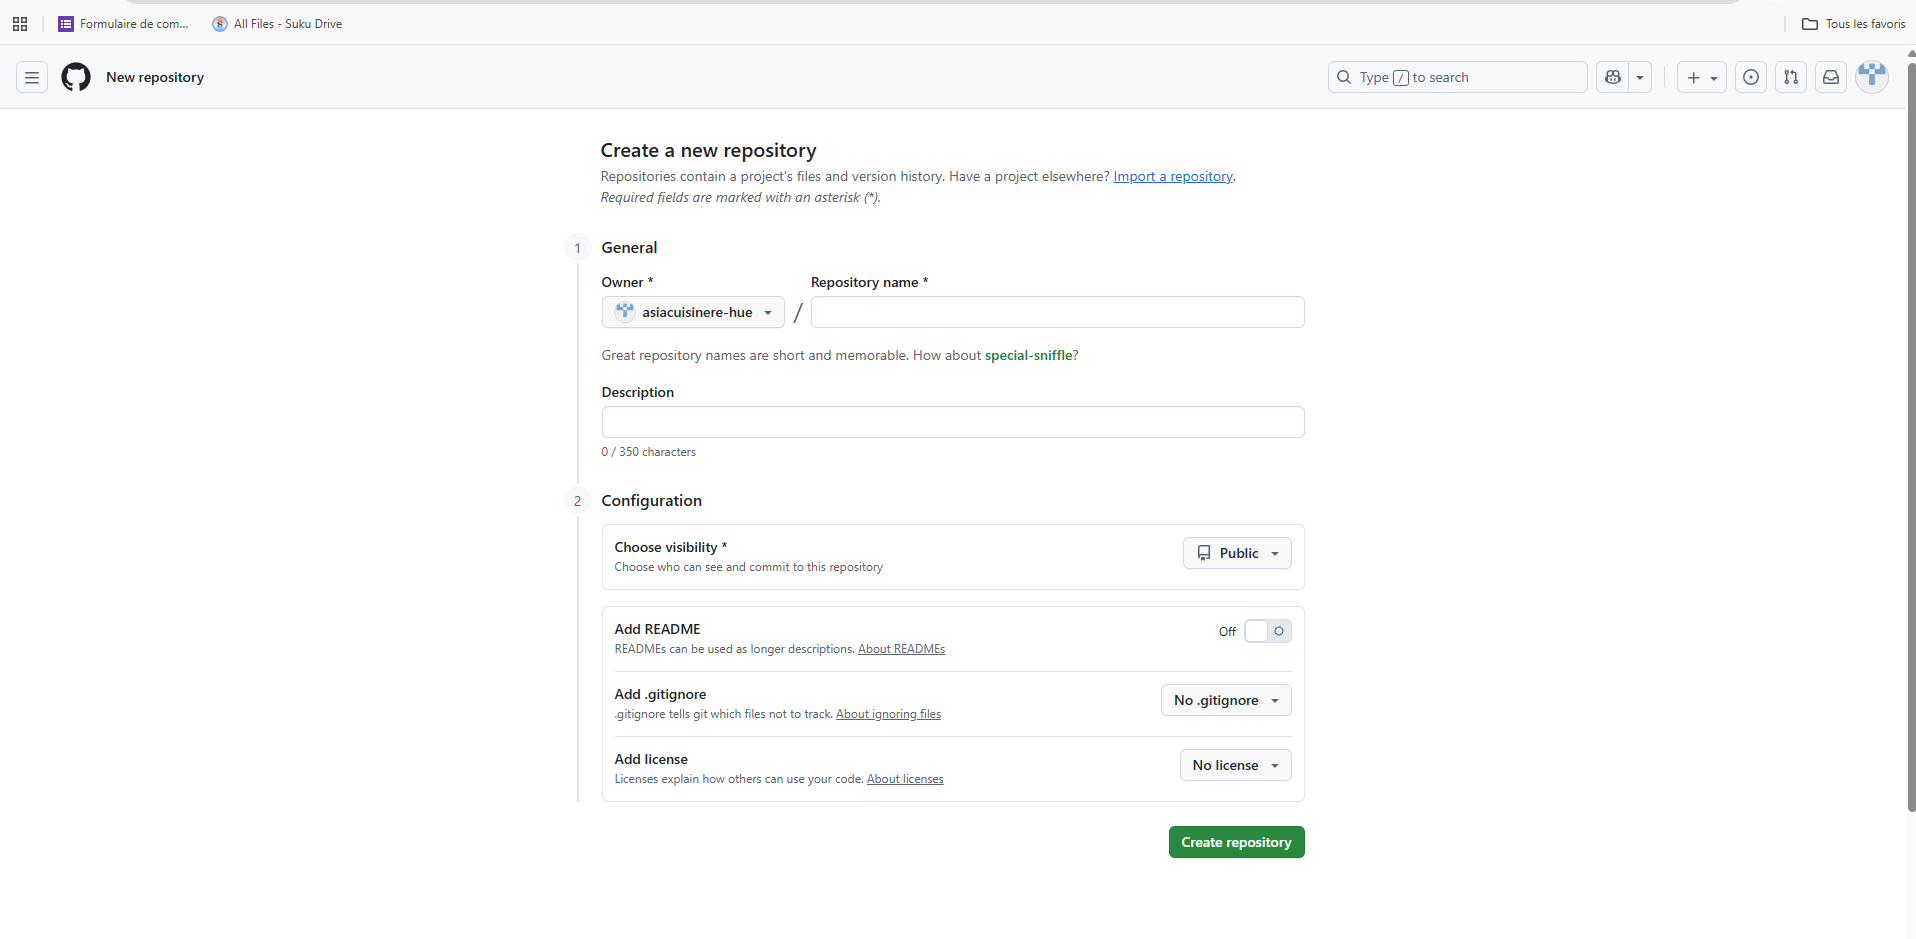 Formulaire de com...
All Files - Suku Drive
Tous les favoris
New repository
Type / to search
Create a new repository
Repositories contain a project's files and version history. Have a project elsewhere? Import a repository.
Required fields are marked with an asterisk (*).
1 General
Owner *
Repository name *
asiacuisinere-hue /
Great repository names are short and memorable. How about special-sniffle?
Description
0 / 350 characters
2 Configuration
Choose visibility *
Choose who can see and commit to this repository
Public
Add README
READMEs can be used as longer descriptions. About READMEs
Off
Add .gitignore
.gitignore tells git which files not to track. About ignoring files
No .gitignore
Add license
Licenses explain how others can use your code. About licenses
No license
Create repository